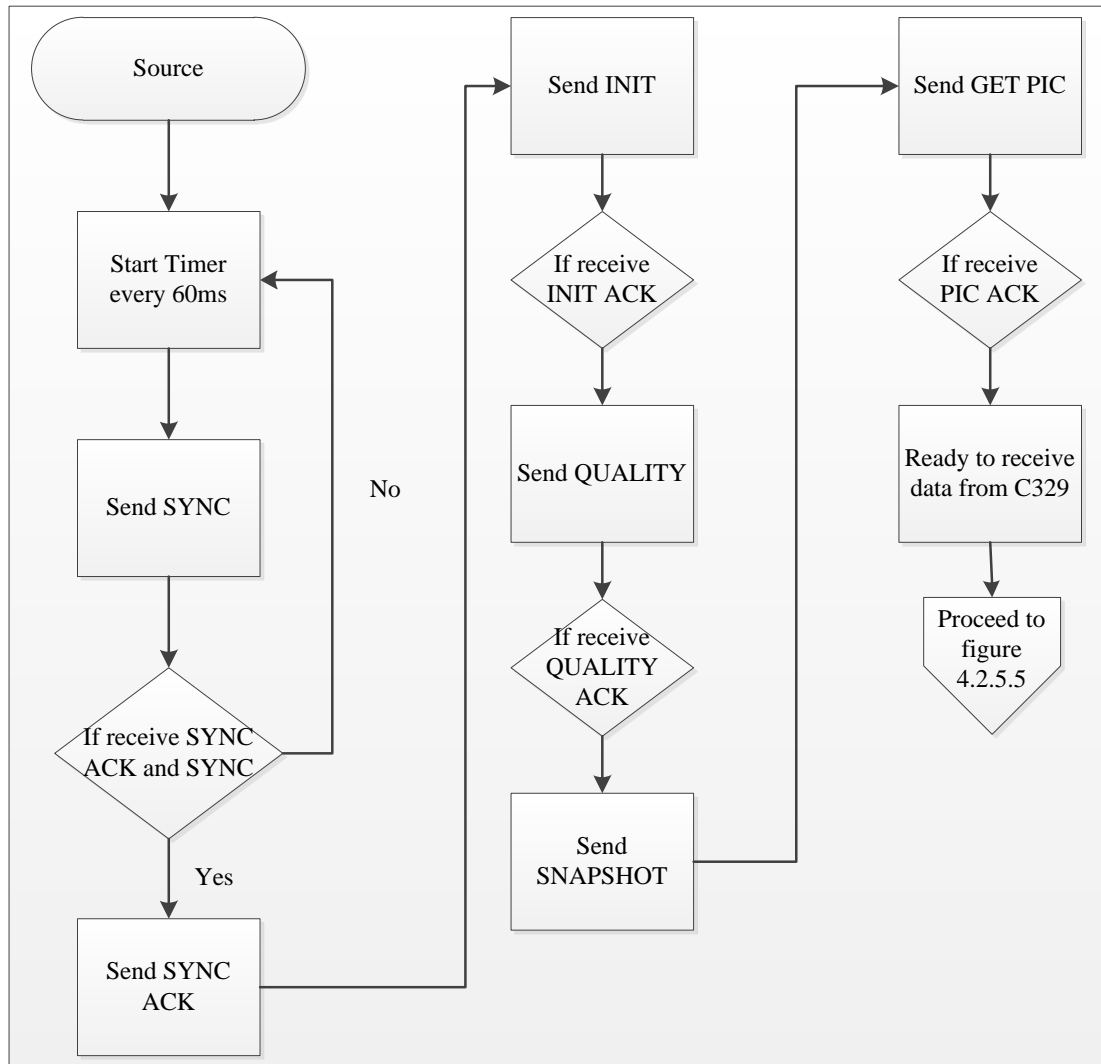 Source
Start Timer
every 60ms
Send SYNC
No
If receive SYNC
ACK and SYNC
Yes
Send SYNC
ACK
Send INIT
If receive
INIT ACK
Send QUALITY
If receive
QUALITY
ACK
Send
SNAPSHOT
Send GET PIC
If receive
PIC ACK
Ready to receive
data from C329
Proceed to
figure
4.2.5.5